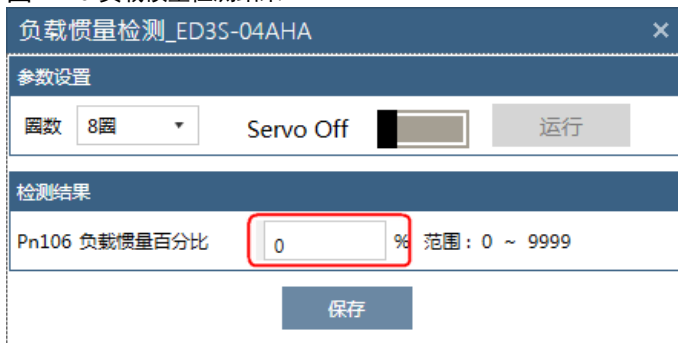 负载惯量检测_ED3S-04AHA ×
参数设置
圈数 8圈 Servo Off 运行
检测结果
Pn106 负载惯量百分比 0 % 范围：0 ~ 9999
保存